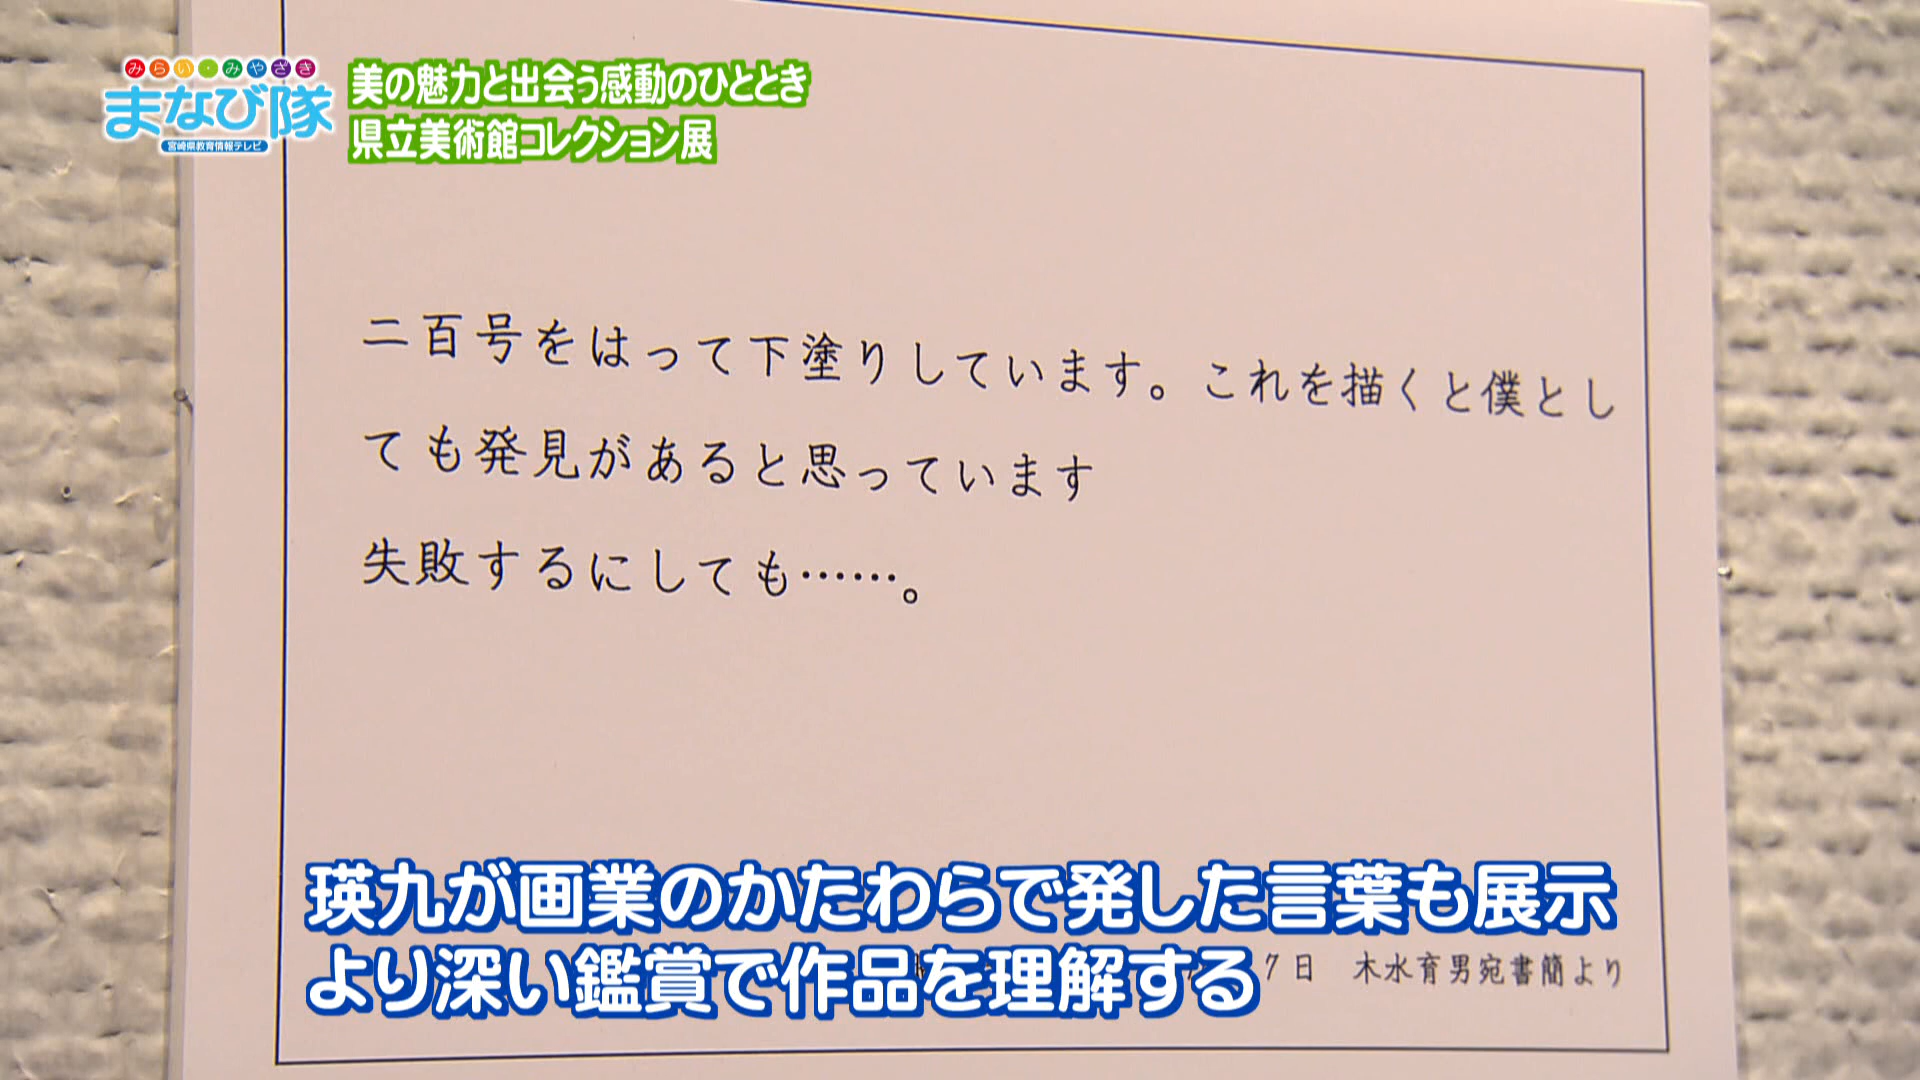 みらい・みやざき
まなび隊
宮崎県教育情報テレビ
美の魅力と出会う感動のひととき
県立美術館コレクション展
二百号をはって下塗りしています。これを描くと僕とし
ても発見があると思っています
失敗するにしても……。
瑛九が画業のかたわらで発した言葉も展示
より深い鑑賞で作品を理解する
7日 木水育男宛書簡より